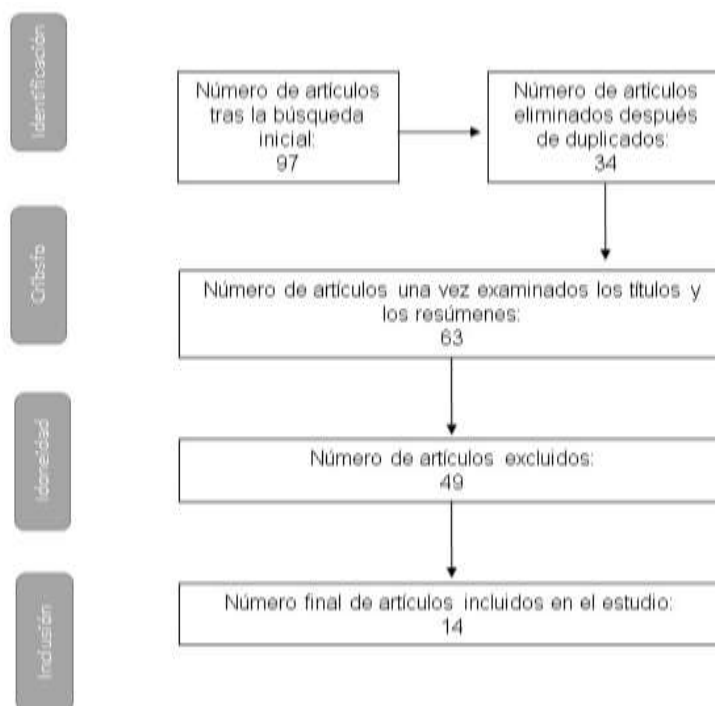 Identificación
Número de artículos
tras la búsqueda
inicial:
97
Número de artículos
eliminados después
de duplicados:
34
Cribsfo
Número de artículos una vez examinados los títulos y
los resúmenes:
63
Idoneidad
Número de artículos excluidos:
49
Inclusión
Número final de artículos incluidos en el estudio:
14